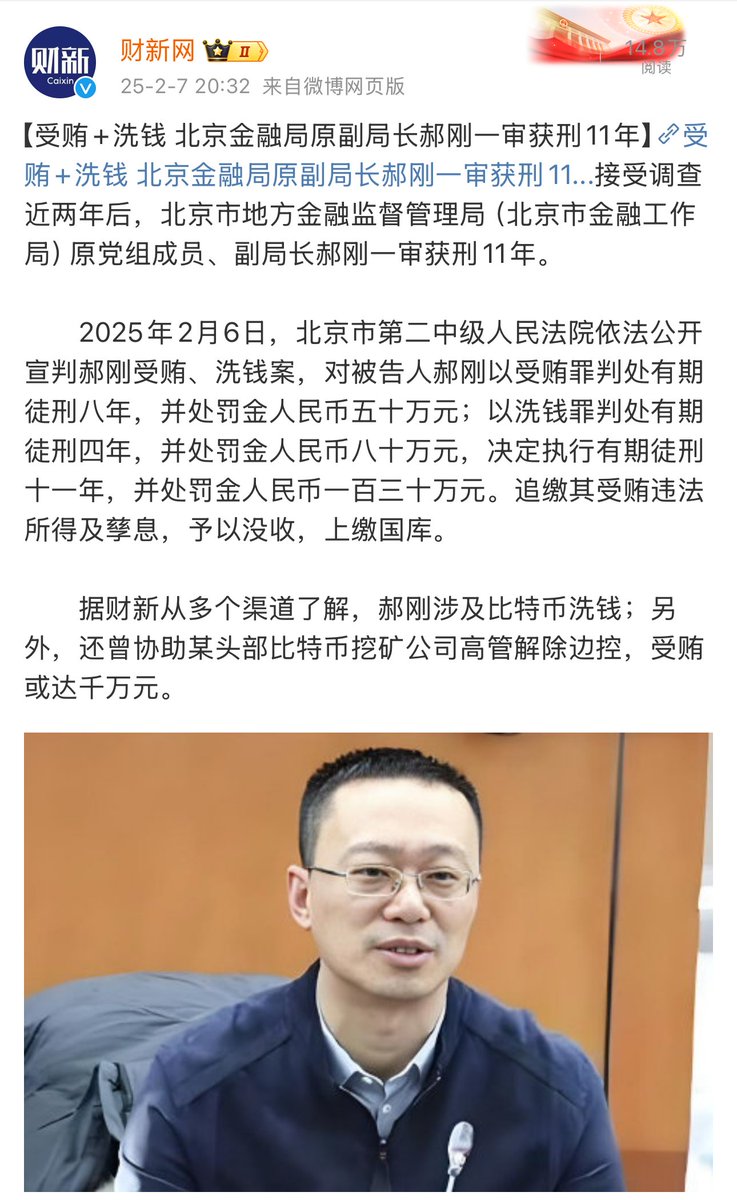 财新
Caixin
财新网
II
14.8万
阅读
25-2-7 20:32 来自微博网页版
【受贿+洗钱 北京金融局原副局长郝刚一审获刑11年】受
贿+洗钱 北京金融局原副局长郝刚一审获刑11...接受调查
近两年后，北京市地方金融监督管理局（北京市金融工作
局）原党组成员、副局长郝刚一审获刑11年。
2025年2月6日，北京市第二中级人民法院依法公开
宣判郝刚受贿、洗钱案，对被告人郝刚以受贿罪判处有期
徒刑八年，并处罚金人民币五十万元；以洗钱罪判处有期
徒刑四年，并处罚金人民币八十万元，决定执行有期徒刑
十一年，并处罚金人民币一百三十万元。追缴其受贿违法
所得及孳息，予以没收，上缴国库。
据财新从多个渠道了解，郝刚涉及比特币洗钱；另
外，还曾协助某头部比特币挖矿公司高管解除边控，受贿
或达千万元。